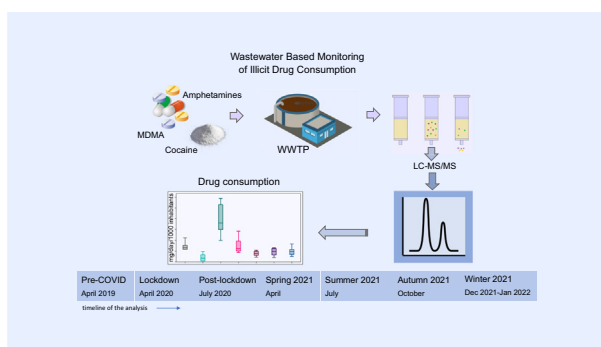 Wastewater Based Monitoring
of Illicit Drug Consumption
Amphetamines
MDMA
Cocaine
WWTP
LC-MS/MS
Drug consumption
mg/day/1000 inhabitants
Pre-COVID Lockdown Post-lockdown Spring 2021 Summer 2021 Autumn 2021 Winter 2021
April 2019 April 2020 July 2020 April July October Dec 2021-Jan 2022
timeline of the analysis